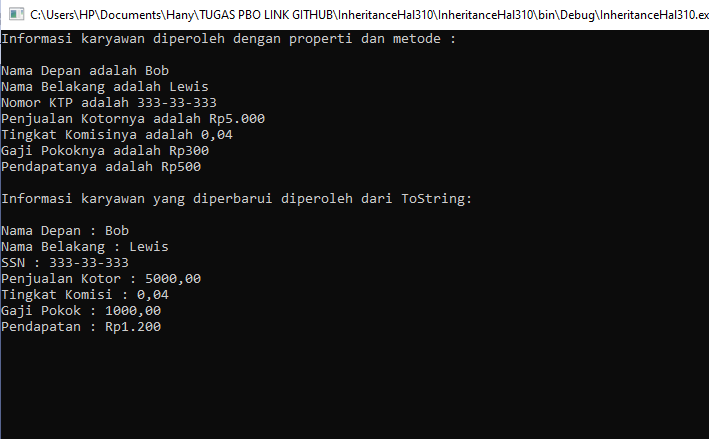 C:\Users\HP\Documents\Hany\TUGAS PBO LINK GITHUB\InheritanceHal310\InheritanceHal310\bin\Debug\InheritanceHal310.ex
Informasi karyawan diperoleh dengan properti dan metode :
Nama Depan adalah Bob
Nama Belakang adalah Lewis
Nomor KTP adalah 333-33-333
Penjualan Kotornya adalah Rp5.000
Tingkat Komisinya adalah 0,04
Gaji Pokoknya adalah Rp300
Pendapatanya adalah Rp500
Informasi karyawan yang diperbarui diperoleh dari ToString:
Nama Depan : Bob
Nama Belakang : Lewis
SSN : 333-33-333
Penjualan Kotor : 5000,00
Tingkat Komisi : 0,04
Gaji Pokok : 1000,00
Pendapatan : Rp1.200